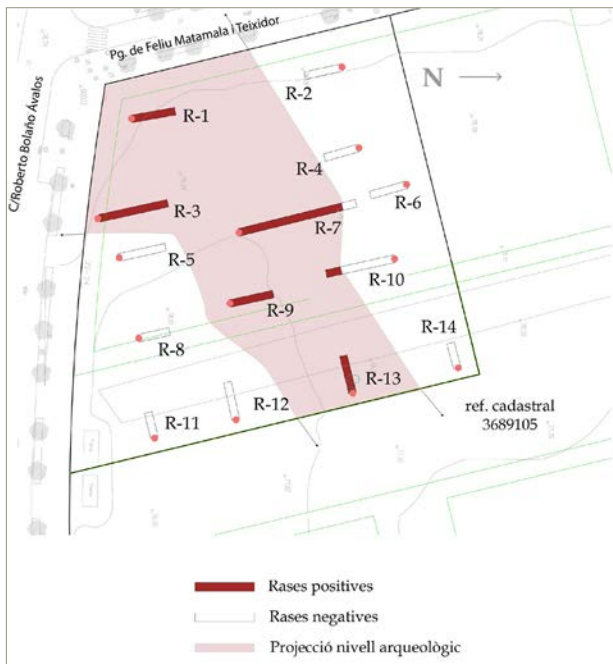 Pg. de Feliu Matamala i Teixidor
C/Roberto Bolaño Ávalos
N
R-1
R-2
R-3
R-4
R-5
R-6
R-7
R-8
R-9
R-10
R-11
R-12
R-13
R-14
ref. cadastral
3689105
Rases positives
Rases negatives
Projecció nivell arqueològic